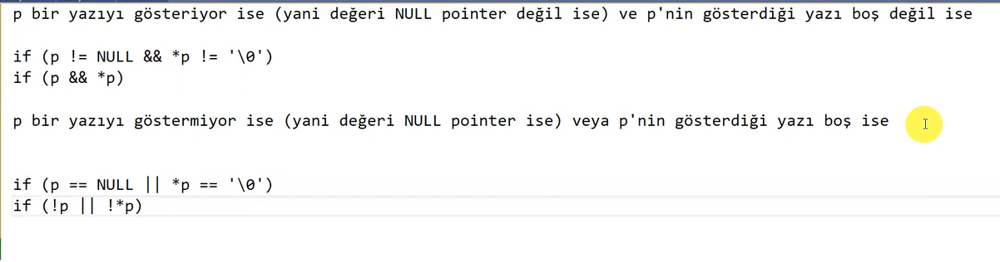 p bir yazıyı gösteriyor ise (yani değeri NULL pointer değil ise) ve p'nin gösterdiği yazı boş değil ise
if (p != NULL && *p != '\0')
if (p && *p)
p bir yazıyı göstermiyor ise (yani değeri NULL pointer ise) veya p'nin gösterdiği yazı boş ise
if (p == NULL || *p == '\0')
if (!p || !*p)